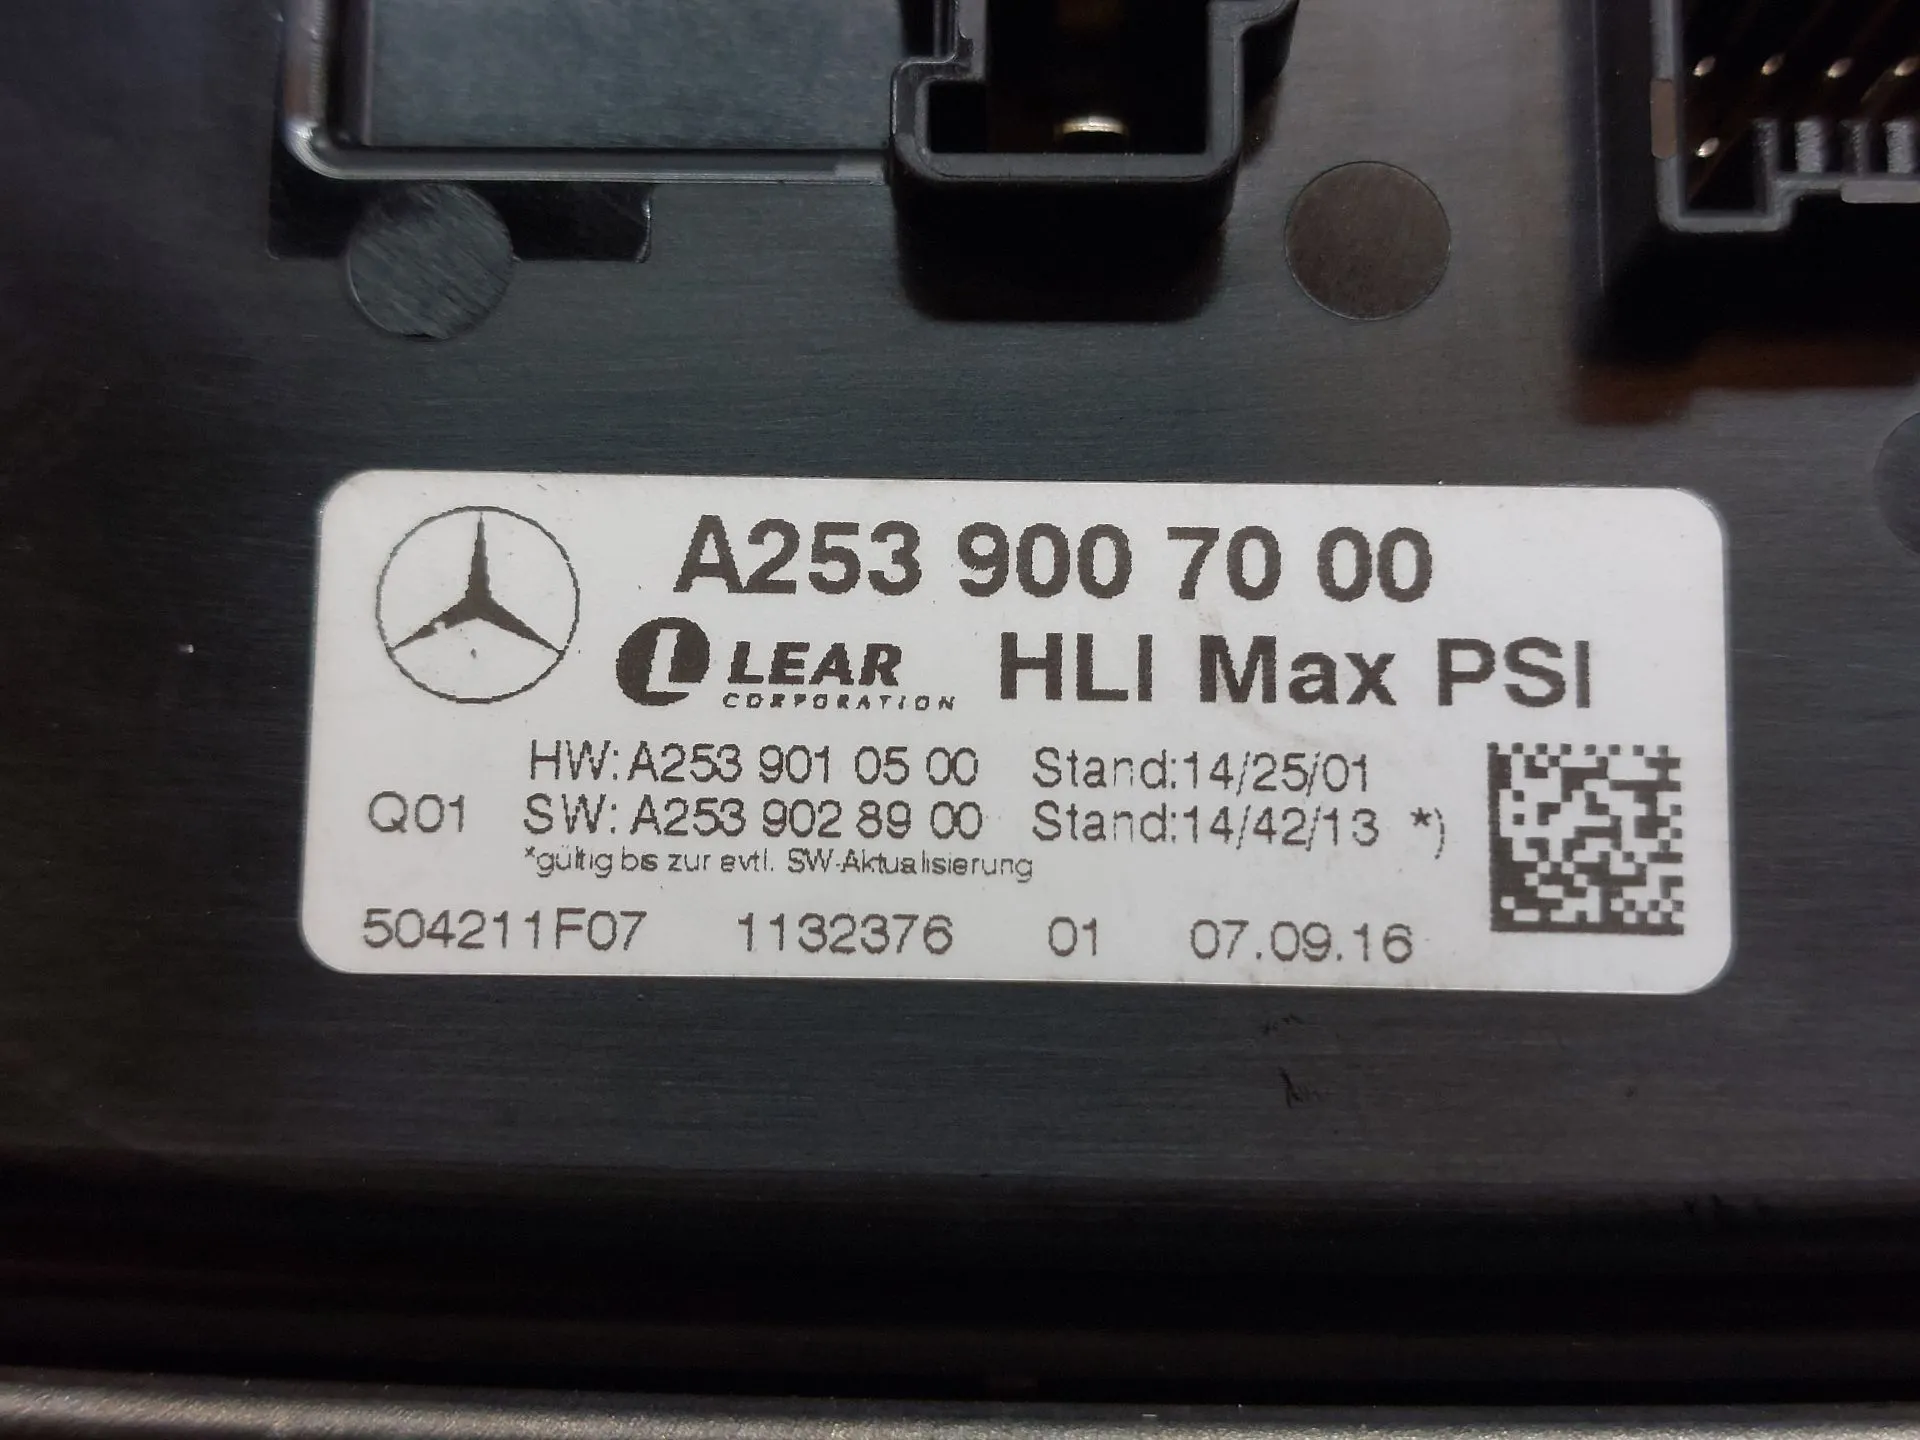 A253 900 70 00
LEAR CORPORATION HLI Max PSI
HW: A253 901 05 00 Stand:14/25/01
Q01 SW: A253 902 89 00 Stand:14/42/13 *)
*gültig bis zur evtl. SW-Aktualisierung
504211F07 1132376 01 07.09.16